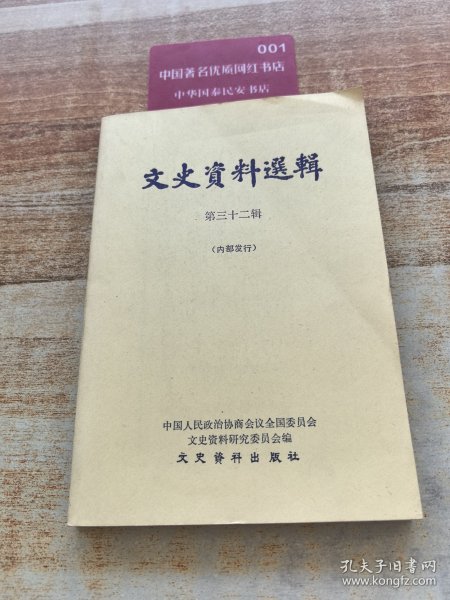 001
中国著名优质网红书店
中华国泰民安书店
文史資料選輯
第三十二辑
（内部发行）
中国人民政治协商会议全国委员会
文史资料研究委员会编
文史资料出版社
孔夫子旧书网
www.kongfz.com